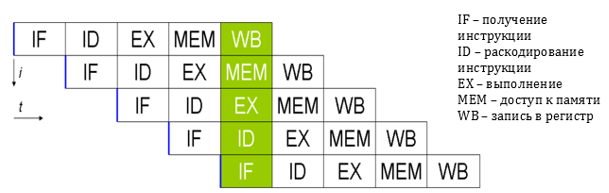 IF ID EX MEM WB
i IF ID EX MEM WB
t IF ID EX MEM WB
IF ID EX MEM WB
IF ID EX MEM WB
IF – получение
инструкции
ID – раскодирование
инструкции
EX – выполнение
MEM – доступ к памяти
WB – запись в регистр